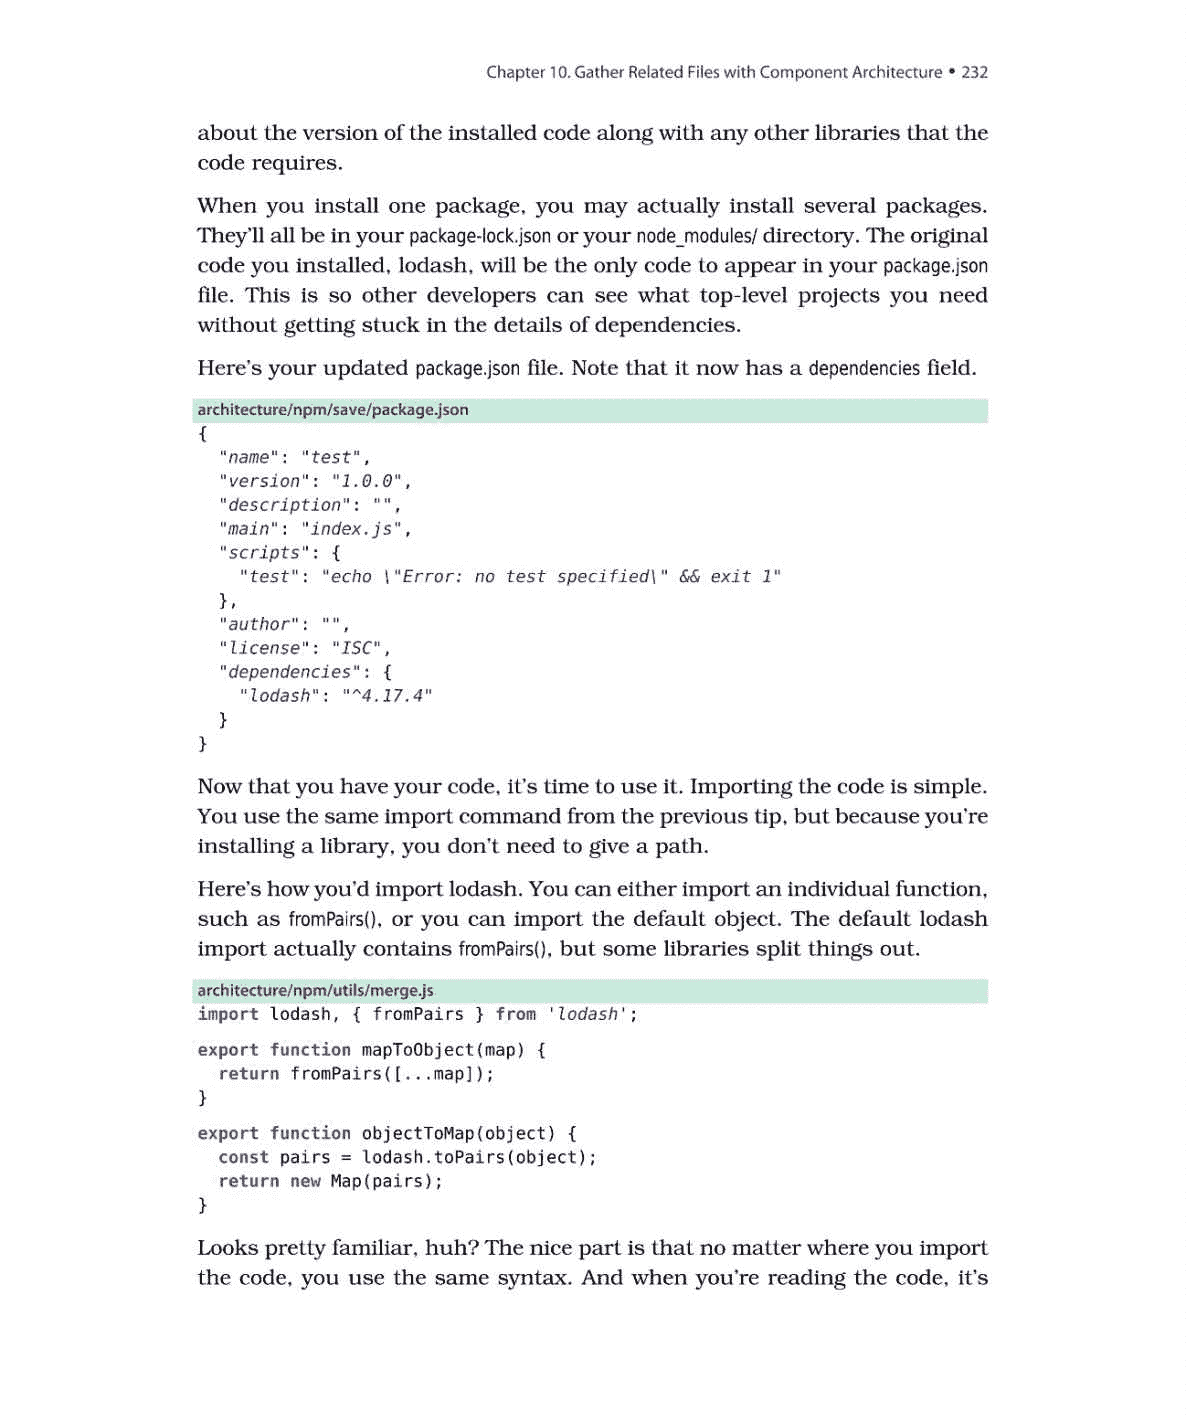 Chapter 10. Gather Related Files with Component Architecture • 232
about the version of the installed code along with any other libraries that the
code requires.
When you install one package, you may actually install several packages.
They'll all be in your package-lock.json or your node_modules/ directory. The original
code you installed, lodash, will be the only code to appear in your package.json
file. This is so other developers can see what top-level projects you need
without getting stuck in the details of dependencies.
Here's your updated package.json file. Note that it now has a dependencies field.
architecture/npm/save/package.json
{
  "name": "test",
  "version": "1.0.0",
  "description": "",
  "main": "index.js",
  "scripts": {
    "test": "echo \"Error: no test specified\" && exit 1"
  },
  "author": "",
  "license": "ISC",
  "dependencies": {
    "lodash": "^4.17.4"
  }
}
Now that you have your code, it's time to use it. Importing the code is simple.
You use the same import command from the previous tip, but because you're
installing a library, you don't need to give a path.
Here's how you'd import lodash. You can either import an individual function,
such as fromPairs(), or you can import the default object. The default lodash
import actually contains fromPairs(), but some libraries split things out.
architecture/npm/utils/merge.js
import lodash, { fromPairs } from 'lodash';
export function mapToObject(map) {
  return fromPairs([...map]);
}
export function objectToMap(object) {
  const pairs = lodash.toPairs(object);
  return new Map(pairs);
}
Looks pretty familiar, huh? The nice part is that no matter where you import
the code, you use the same syntax. And when you're reading the code, it's